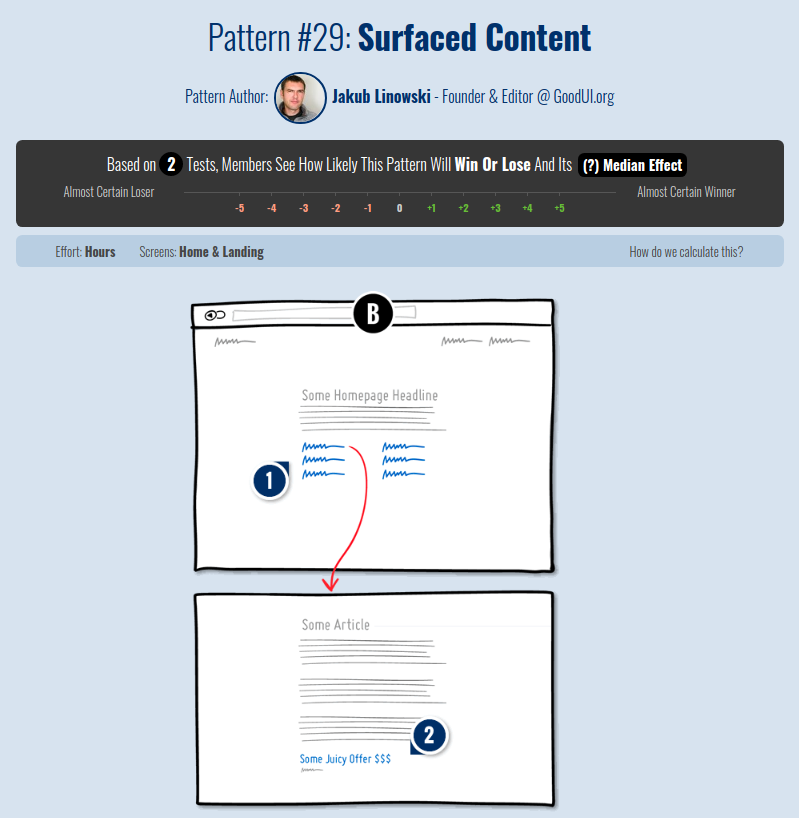 Pattern #29: Surfaced Content
Pattern Author: Jakub Linowski - Founder & Editor @ GoodUI.org
Based on 2 Tests, Members See How Likely This Pattern Will Win Or Lose And Its (?) Median Effect
Almost Certain Loser Almost Certain Winner
-5 -4 -3 -2 -1 0 +1 +2 +3 +4 +5
Effort: Hours Screens: Home & Landing How do we calculate this?
B
Some Homepage Headline
1
Some Article
2
Some Juicy Offer $$$